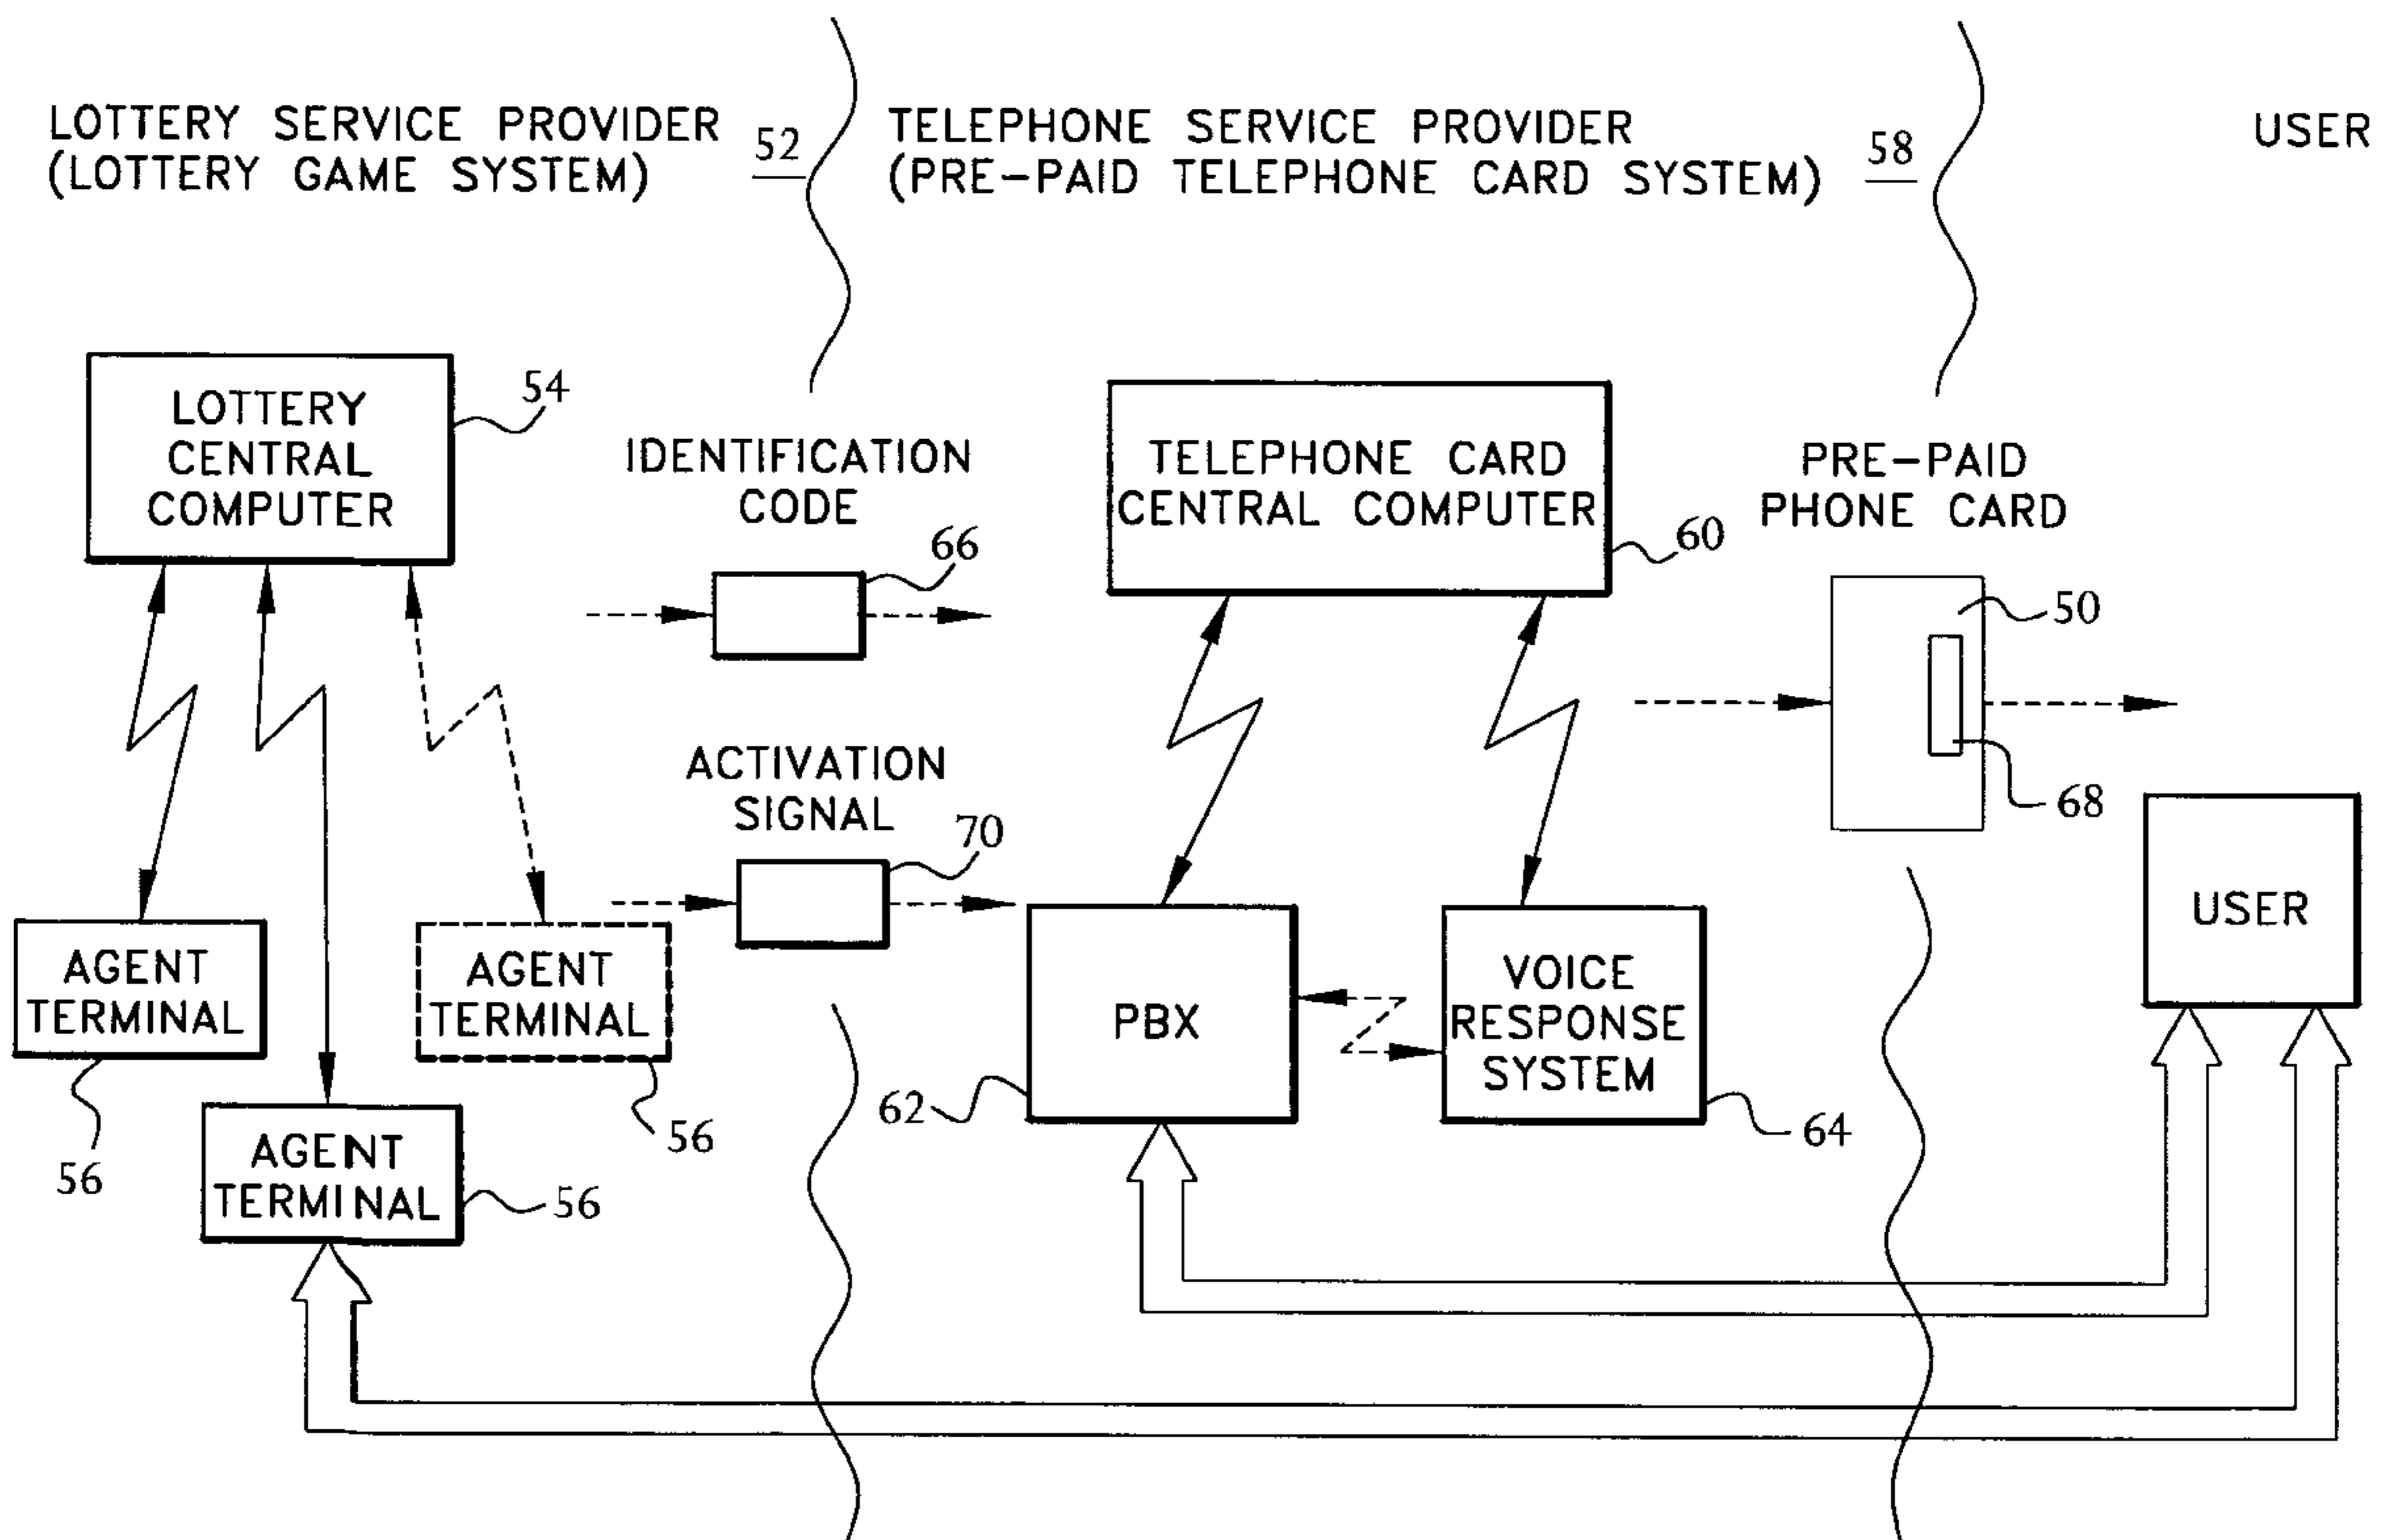 LOTTERY SERVICE PROVIDER
(LOTTERY GAME SYSTEM)
52
TELEPHONE SERVICE PROVIDER
(PRE-PAID TELEPHONE CARD SYSTEM)
58
USER
LOTTERY
CENTRAL
COMPUTER
54
IDENTIFICATION
CODE
66
TELEPHONE CARD
CENTRAL COMPUTER
60
PRE-PAID
PHONE CARD
50
68
ACTIVATION
SIGNAL
70
AGENT
TERMINAL
56
AGENT
TERMINAL
56
AGENT
TERMINAL
56
PBX
62
VOICE
RESPONSE
SYSTEM
64
USER